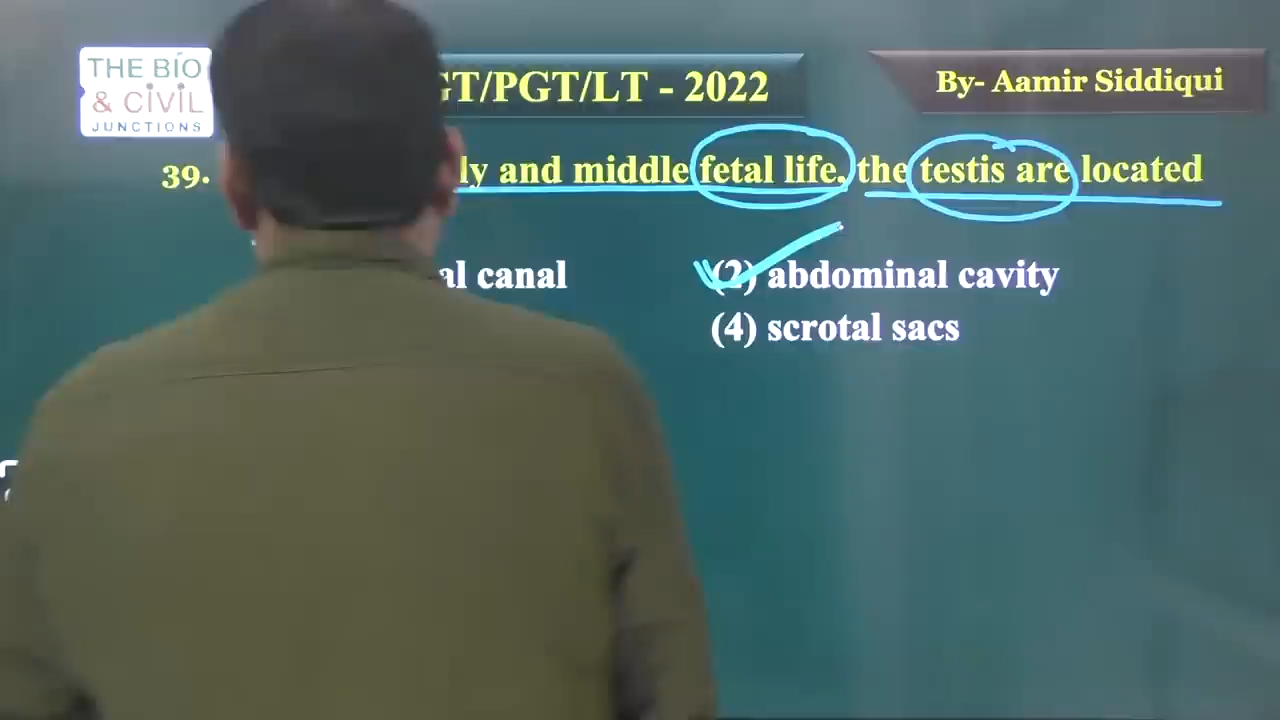 THE BIO
& CIVIL
JUNCTIONS
GT/PGT/LT - 2022
By- Aamir Siddiqui
39. ly and middle fetal life, the testis are located
al canal
(2) abdominal cavity
(4) scrotal sacs